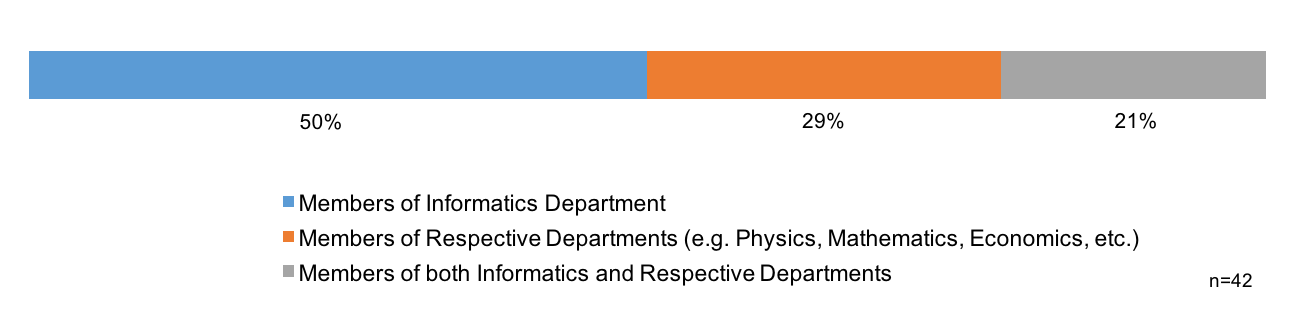 50%
29%
21%
Members of Informatics Department
Members of Respective Departments (e.g. Physics, Mathematics, Economics, etc.)
Members of both Informatics and Respective Departments
n=42